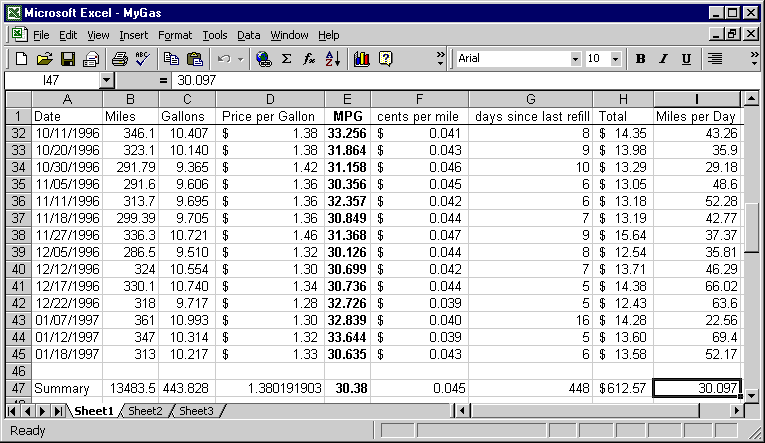 Microsoft Excel - MyGas
File Edit View Insert Format Tools Data Window Help
ABC Σ fx A Z ? » Arial 10 B I U »
I47 = 30.097
A B C D E F G H I
1 Date Miles Gallons Price per Gallon MPG cents per mile days since last refill Total Miles per Day
32 10/11/1996 346.1 10.407 $ 1.38 33.256 $ 0.041 8 $ 14.35 43.26
33 10/20/1996 323.1 10.140 $ 1.38 31.864 $ 0.043 9 $ 13.98 35.9
34 10/30/1996 291.79 9.365 $ 1.42 31.158 $ 0.046 10 $ 13.29 29.18
35 11/05/1996 291.6 9.606 $ 1.36 30.356 $ 0.045 6 $ 13.05 48.6
36 11/11/1996 313.7 9.695 $ 1.36 32.357 $ 0.042 6 $ 13.18 52.28
37 11/18/1996 299.39 9.705 $ 1.36 30.849 $ 0.044 7 $ 13.19 42.77
38 11/27/1996 336.3 10.721 $ 1.46 31.368 $ 0.047 9 $ 15.64 37.37
39 12/05/1996 286.5 9.510 $ 1.32 30.126 $ 0.044 8 $ 12.54 35.81
40 12/12/1996 324 10.554 $ 1.30 30.699 $ 0.042 7 $ 13.71 46.29
41 12/17/1996 330.1 10.740 $ 1.34 30.736 $ 0.044 5 $ 14.38 66.02
42 12/22/1996 318 9.717 $ 1.28 32.726 $ 0.039 5 $ 12.43 63.6
43 01/07/1997 361 10.993 $ 1.30 32.839 $ 0.040 16 $ 14.28 22.56
44 01/12/1997 347 10.314 $ 1.32 33.644 $ 0.039 5 $ 13.60 69.4
45 01/18/1997 313 10.217 $ 1.33 30.635 $ 0.043 6 $ 13.58 52.17
46
47 Summary 13483.5 443.828 1.380191903 30.38 0.045 448 $612.57 30.097
Sheet1 Sheet2 Sheet3
Ready